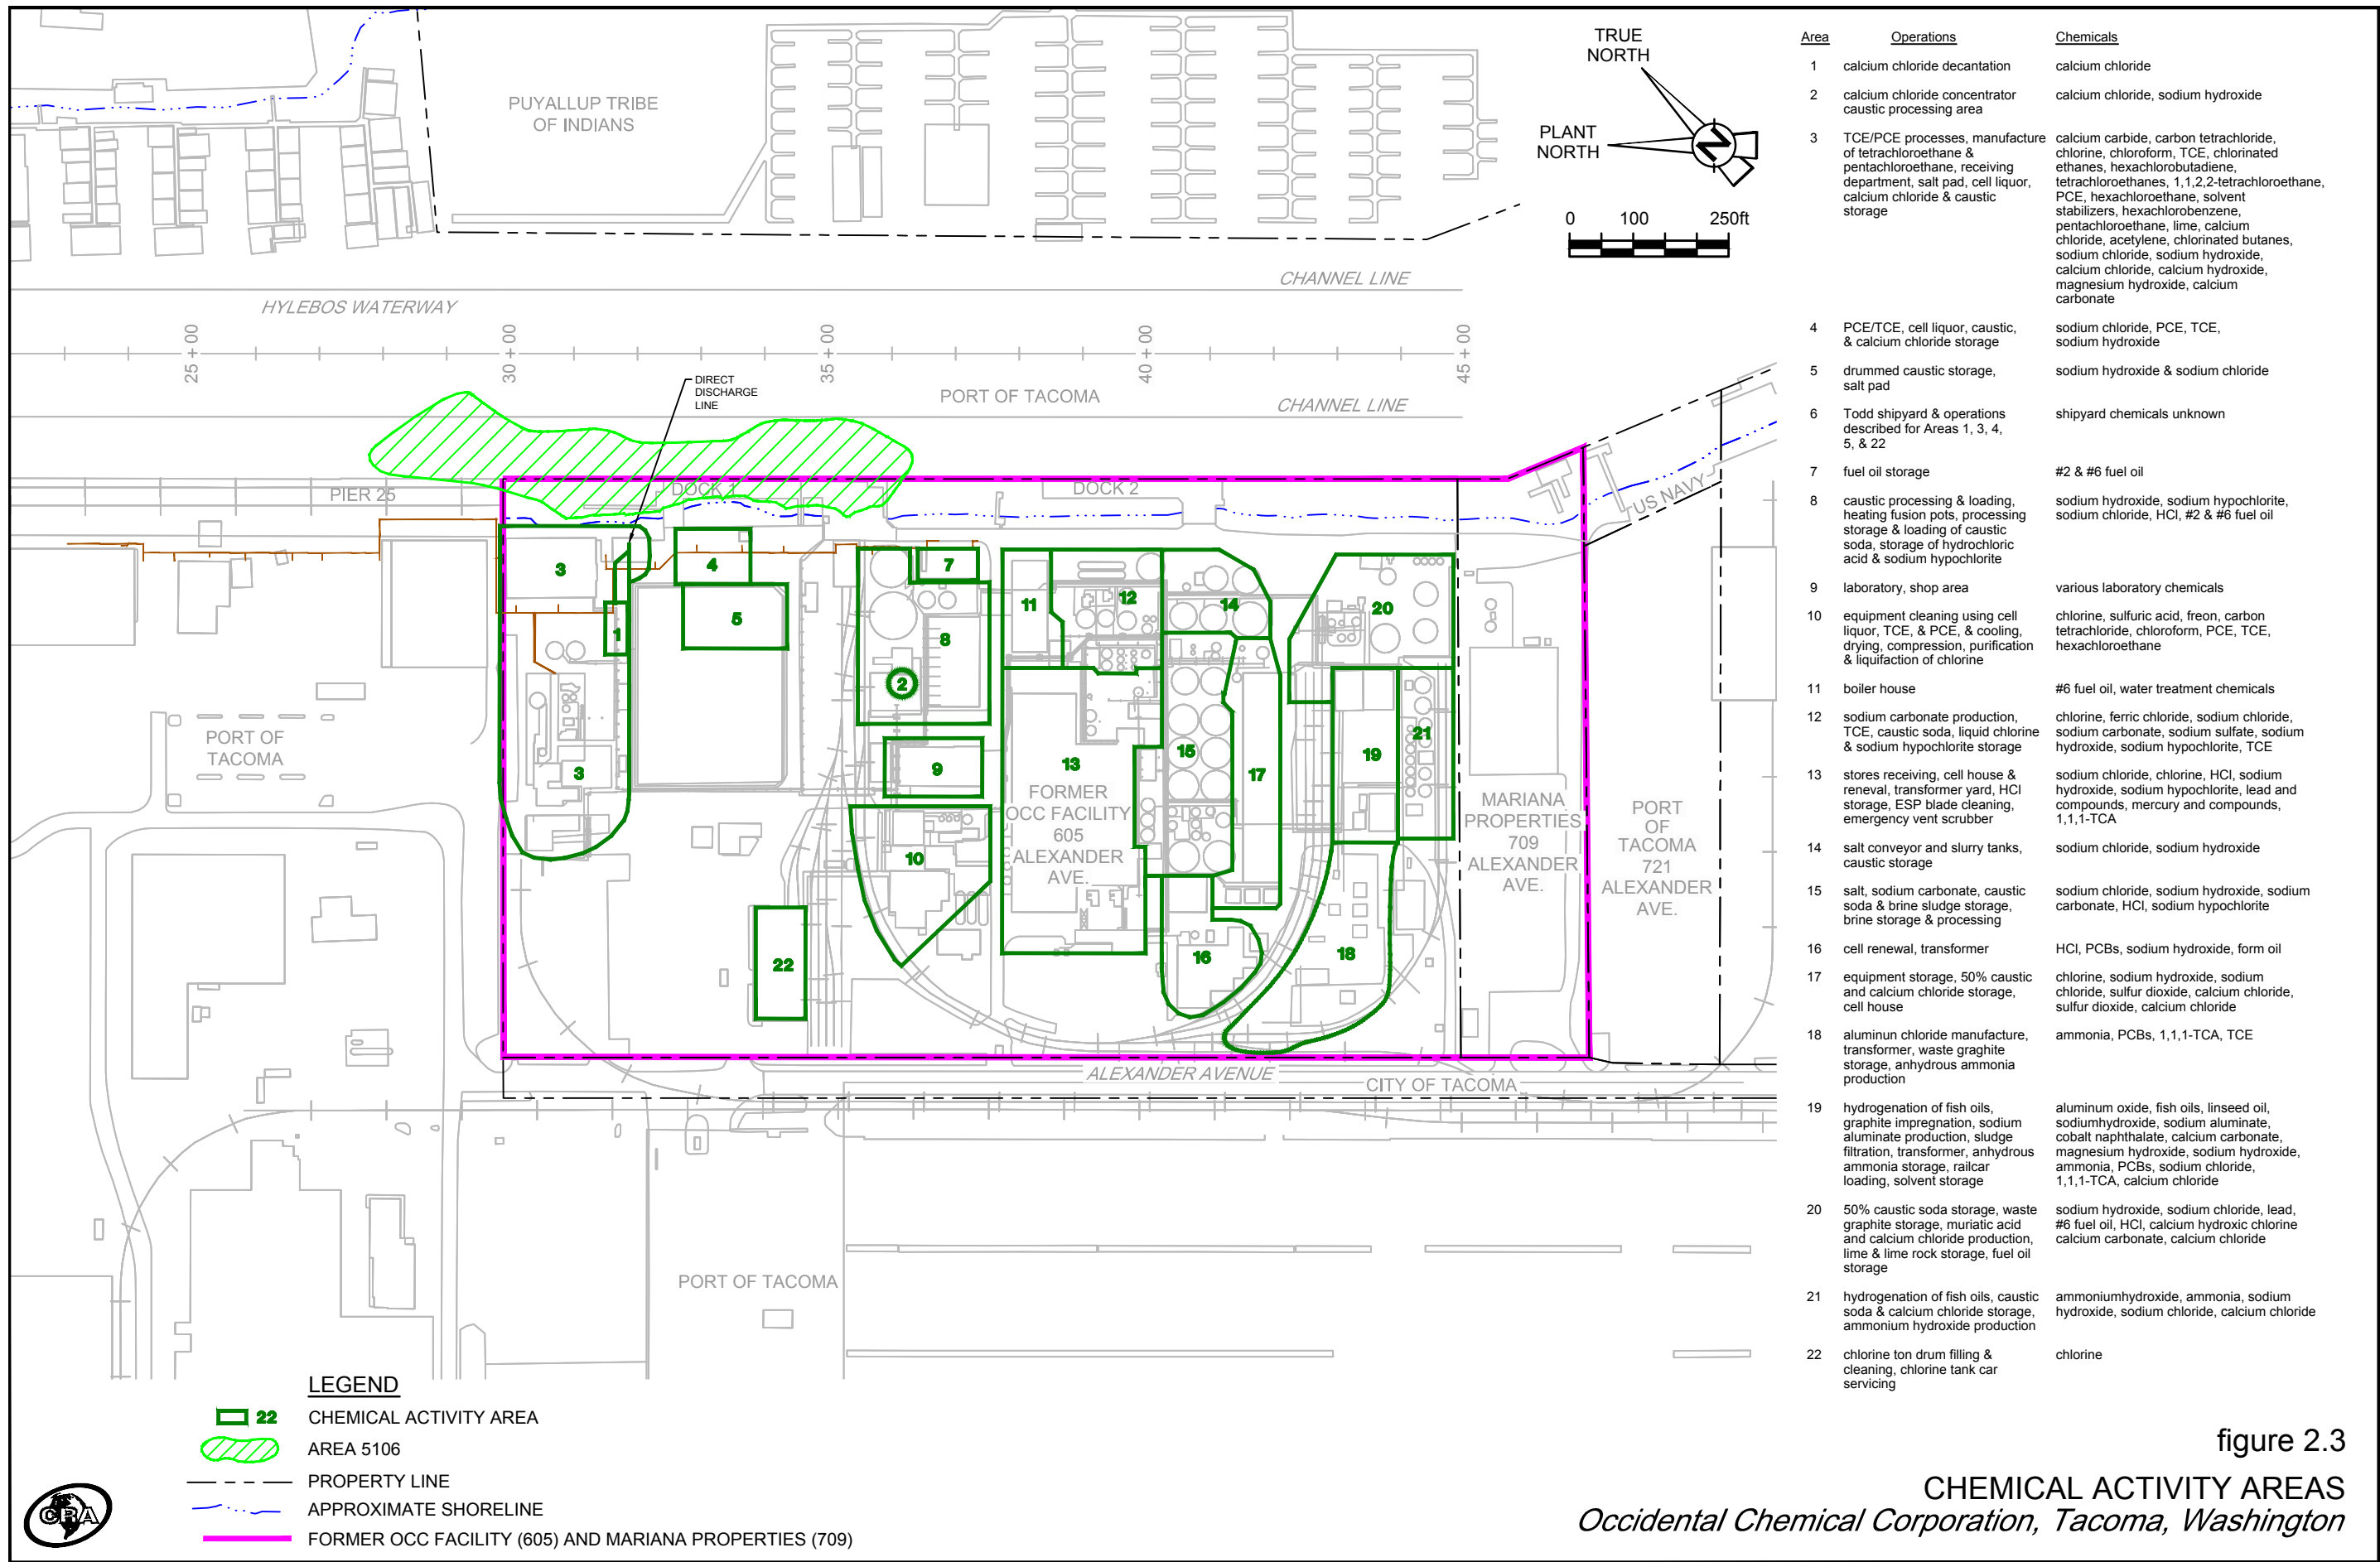 PUYALLUP TRIBE
OF INDIANS
TRUE
NORTH
PLANT
NORTH
N
0 100 250ft
CHANNEL LINE
HYLEBOS WATERWAY
25 + 00
30 + 00
35 + 00
40 + 00
45 + 00
DIRECT
DISCHARGE
LINE
PORT OF TACOMA
CHANNEL LINE
PIER 25
DOCK 1
DOCK 2
US NAVY
3
4
7
5
1
11
12
14
20
8
2
3
9
13
15
17
19
21
10
22
16
18
PORT OF
TACOMA
FORMER
OCC FACILITY
605
ALEXANDER
AVE.
MARIANA
PROPERTIES
709
ALEXANDER
AVE.
PORT
OF
TACOMA
721
ALEXANDER
AVE.
ALEXANDER AVENUE
CITY OF TACOMA
PORT OF TACOMA
Area Operations Chemicals
1 calcium chloride decantation calcium chloride
2 calcium chloride concentrator calcium chloride, sodium hydroxide
caustic processing area
3 TCE/PCE processes, manufacture calcium carbide, carbon tetrachloride,
of tetrachloroethane & chlorine, chloroform, TCE, chlorinated
pentachloroethane, receiving ethanes, hexachlorobutadiene,
department, salt pad, cell liquor, tetrachloroethanes, 1,1,2,2-tetrachloroethane,
calcium chloride & caustic PCE, hexachloroethane, solvent
storage stabilizers, hexachlorobenzene,
pentachloroethane, lime, calcium
chloride, acetylene, chlorinated butanes,
sodium chloride, sodium hydroxide,
calcium chloride, calcium hydroxide,
magnesium hydroxide, calcium
carbonate
4 PCE/TCE, cell liquor, caustic, sodium chloride, PCE, TCE,
& calcium chloride storage sodium hydroxide
5 drummed caustic storage, sodium hydroxide & sodium chloride
salt pad
6 Todd shipyard & operations shipyard chemicals unknown
described for Areas 1, 3, 4,
5, & 22
7 fuel oil storage #2 & #6 fuel oil
8 caustic processing & loading, sodium hydroxide, sodium hypochlorite,
heating fusion pots, processing sodium chloride, HCI, #2 & #6 fuel oil
storage & loading of caustic
soda, storage of hydrochloric
acid & sodium hypochlorite
9 laboratory, shop area various laboratory chemicals
10 equipment cleaning using cell chlorine, sulfuric acid, freon, carbon
liquor, TCE, & PCE, & cooling, tetrachloride, chloroform, PCE, TCE,
drying, compression, purification hexachloroethane
& liquifaction of chlorine
11 boiler house #6 fuel oil, water treatment chemicals
12 sodium carbonate production, chlorine, ferric chloride, sodium chloride,
TCE, caustic soda, liquid chlorine sodium carbonate, sodium sulfate, sodium
& sodium hypochlorite storage hydroxide, sodium hypochlorite, TCE
13 stores receiving, cell house & sodium chloride, chlorine, HCI, sodium
reneval, transformer yard, HCI hydroxide, sodium hypochlorite, lead and
storage, ESP blade cleaning, compounds, mercury and compounds,
emergency vent scrubber 1,1,1-TCA
14 salt conveyor and slurry tanks, sodium chloride, sodium hydroxide
caustic storage
15 salt, sodium carbonate, caustic sodium chloride, sodium hydroxide, sodium
soda & brine sludge storage, carbonate, HCI, sodium hypochlorite
brine storage & processing
16 cell renewal, transformer HCI, PCBs, sodium hydroxide, form oil
17 equipment storage, 50% caustic chlorine, sodium hydroxide, sodium
and calcium chloride storage, chloride, sulfur dioxide, calcium chloride,
cell house sulfur dioxide, calcium chloride
18 aluminun chloride manufacture, ammonia, PCBs, 1,1,1-TCA, TCE
transformer, waste graghite
storage, anhydrous ammonia
production
19 hydrogenation of fish oils, aluminum oxide, fish oils, linseed oil,
graphite impregnation, sodium sodiumhydroxide, sodium aluminate,
aluminate production, sludge cobalt naphthalate, calcium carbonate,
filtration, transformer, anhydrous magnesium hydroxide, sodium hydroxide,
ammonia storage, railcar ammonia, PCBs, sodium chloride,
loading, solvent storage 1,1,1-TCA, calcium chloride
20 50% caustic soda storage, waste sodium hydroxide, sodium chloride, lead,
graphite storage, muriatic acid #6 fuel oil, HCI, calcium hydroxic chlorine
and calcium chloride production, calcium carbonate, calcium chloride
lime & lime rock storage, fuel oil
storage
21 hydrogenation of fish oils, caustic ammoniumhydroxide, ammonia, sodium
soda & calcium chloride storage, hydroxide, sodium chloride, calcium chloride
ammonium hydroxide production
22 chlorine ton drum filling & chlorine
cleaning, chlorine tank car
servicing
LEGEND
22 CHEMICAL ACTIVITY AREA
AREA 5106
PROPERTY LINE
APPROXIMATE SHORELINE
FORMER OCC FACILITY (605) AND MARIANA PROPERTIES (709)
CRA
figure 2.3
CHEMICAL ACTIVITY AREAS
Occidental Chemical Corporation, Tacoma, Washington